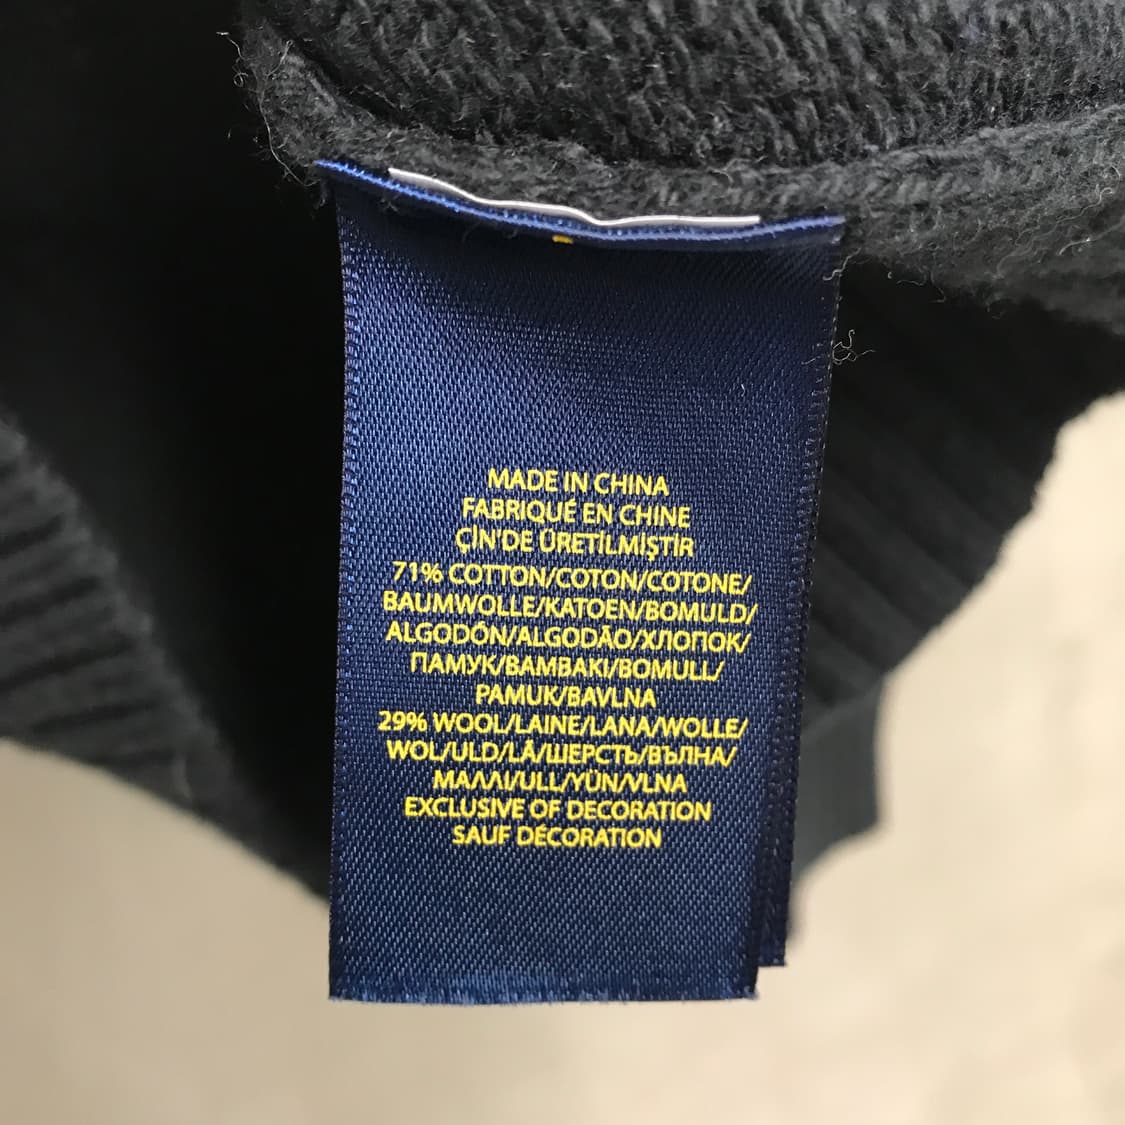 MADE IN CHINA
FABRIQUÉ EN CHINE
ÇİN'DE ÜRETİLMİŞTİR
71% COTTON/COTON/COTONE/
BAUMWOLLE/KATOEN/BOMULD/
ALGODÓN/ALGODÃO/ХЛОПОК/
ПАМУК/BAMBAKI/BOMULL/
PAMUK/BAVLNA
29% WOOL/LAINE/LANA/WOLLE/
WOL/ULD/LÃ/ШЕРСТЬ/ВЪЛНА/
ΜΑΛΛΙ/ULL/YÜN/VLNA
EXCLUSIVE OF DECORATION
SAUF DÉCORATION